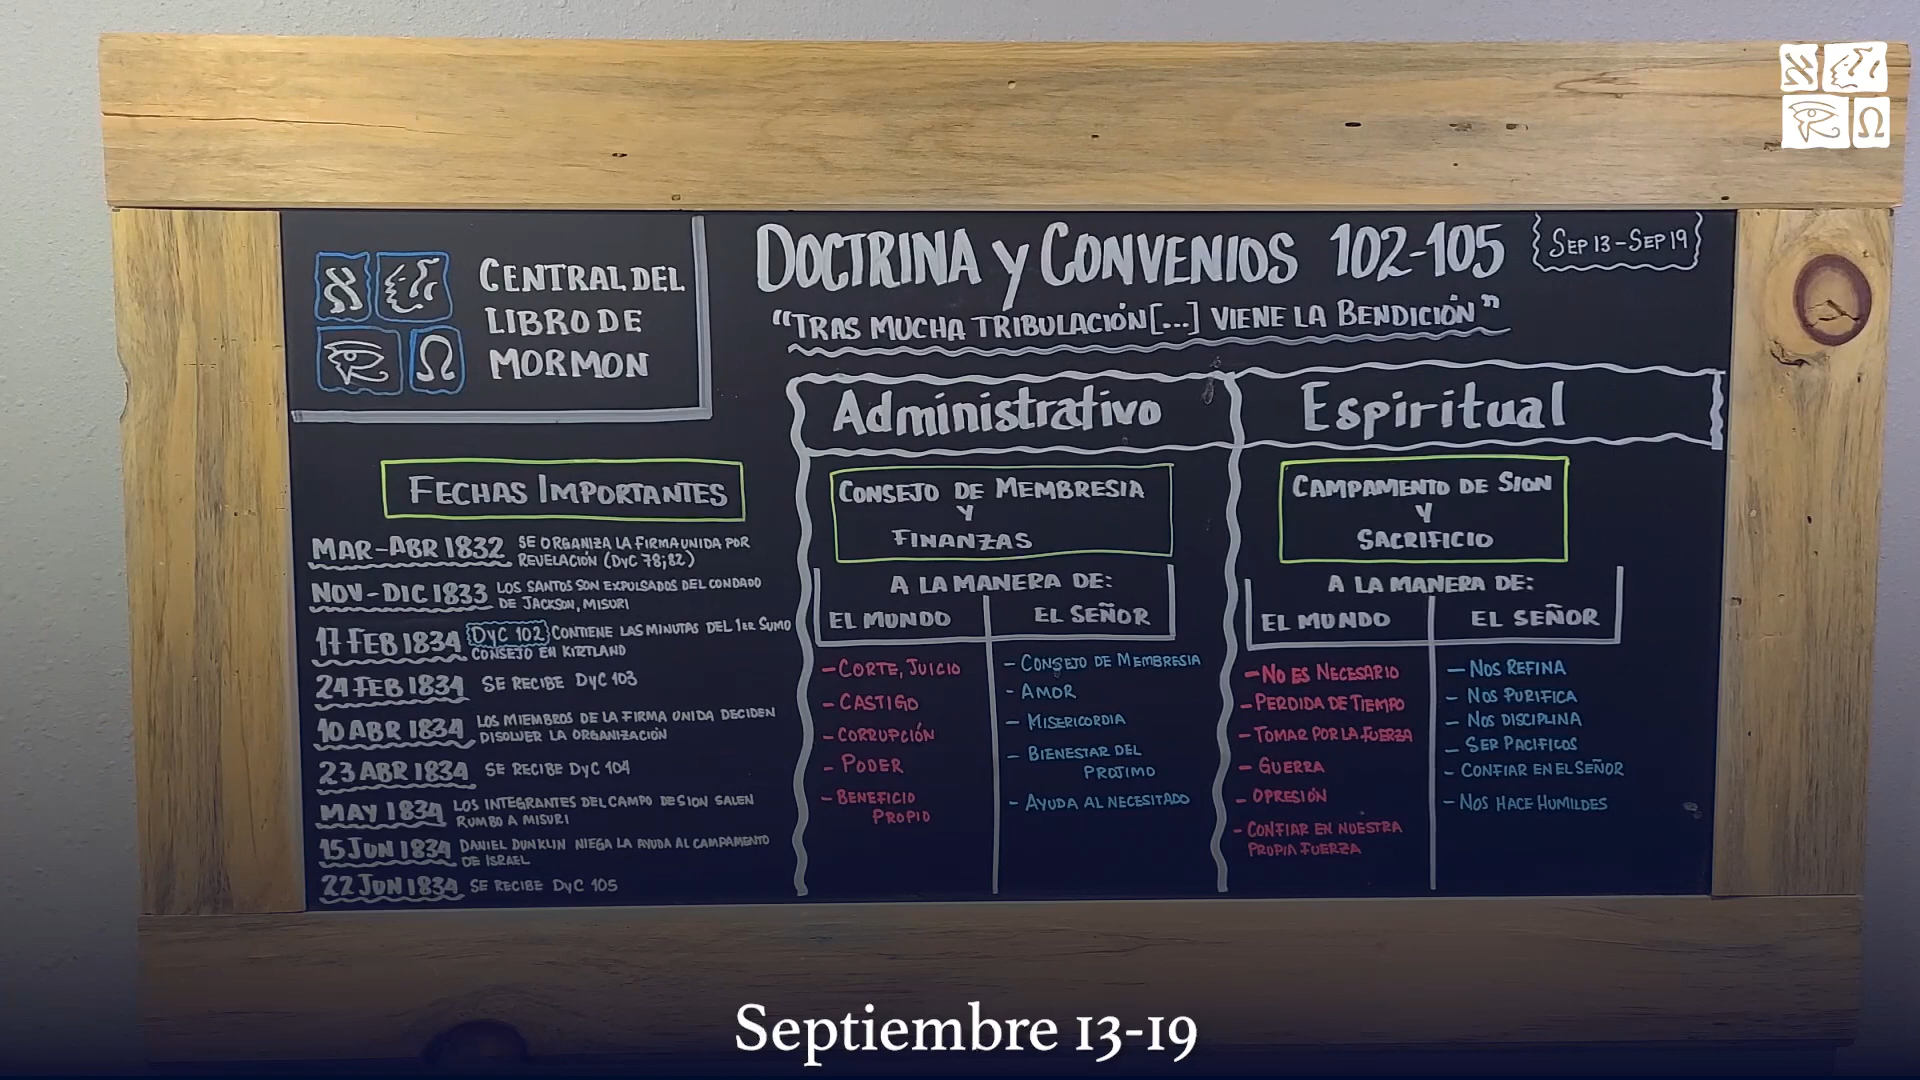 CENTRAL DEL
LIBRO DE
MORMON
DOCTRINA y CONVENIOS 102-105
SEP 13-SEP 19
"TRAS MUCHA TRIBULACIÓN[...] VIENE LA BENDICIÓN"
FECHAS IMPORTANTES
MAR-ABR 1832 SE ORGANIZA LA FIRMA UNIDA POR
REVELACIÓN (DyC 78;82)
NOV-DIC 1833 LOS SANTOS SON EXPULSADOS DEL CONDADO
DE JACKSON, MISURI
17 FEB 1834 DyC 102 CONTIENE LAS MINUTAS DEL 1ER SUMO
CONSEJO EN KIRTLAND
24 FEB 1834 SE RECIBE DyC 103
10 ABR 1834 LOS MIEMBROS DE LA FIRMA UNIDA DECIDEN
DISOLVER LA ORGANIZACIÓN
23 ABR 1834 SE RECIBE DyC 104
MAY 1834 LOS INTEGRANTES DEL CAMPO DE SION SALEN
RUMBO A MISURI
15 JUN 1834 DANIEL DUNKLIN NIEGA LA AYUDA AL CAMPAMENTO
DE ISRAEL
22 JUN 1834 SE RECIBE DyC 105
Administrativo
CONSEJO DE MEMBRESIA
Y
FINANZAS
A LA MANERA DE:
EL MUNDO
EL SEÑOR
- CORTE, JUICIO
- CASTIGO
- CORRUPCIÓN
- PODER
- BENEFICIO
PROPIO
- CONSEJO DE MEMBRESIA
- AMOR
- MISERICORDIA
- BIENESTAR DEL
PROJIMO
- AYUDA AL NECESITADO
Espiritual
CAMPAMENTO DE SION
Y
SACRIFICIO
A LA MANERA DE:
EL MUNDO
EL SEÑOR
- NO ES NECESARIO
- PERDIDA DE TIEMPO
- TOMAR POR LA FUERZA
- GUERRA
- OPRESIÓN
- CONFIAR EN NUESTRA
PROPIA FUERZA
- NOS REFINA
- NOS PURIFICA
- NOS DISCIPLINA
- SER PACIFICOS
- CONFIAR EN EL SEÑOR
- NOS HACE HUMILDES
Septiembre 13-19